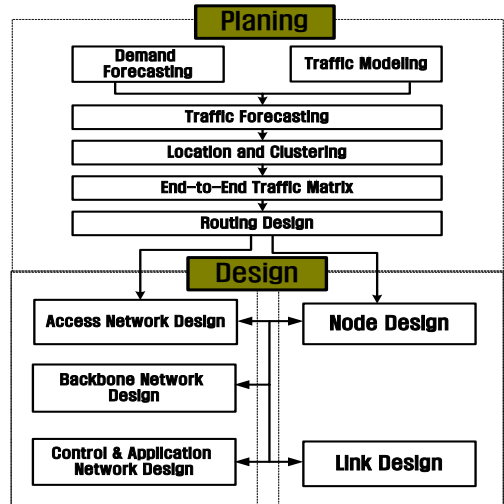 Planing
Demand
Forecasting
Traffic Modeling
Traffic Forecasting
Location and Clustering
End-to-End Traffic Matrix
Routing Design
Design
Access Network Design
Node Design
Backbone Network
Design
Control & Application
Network Design
Link Design